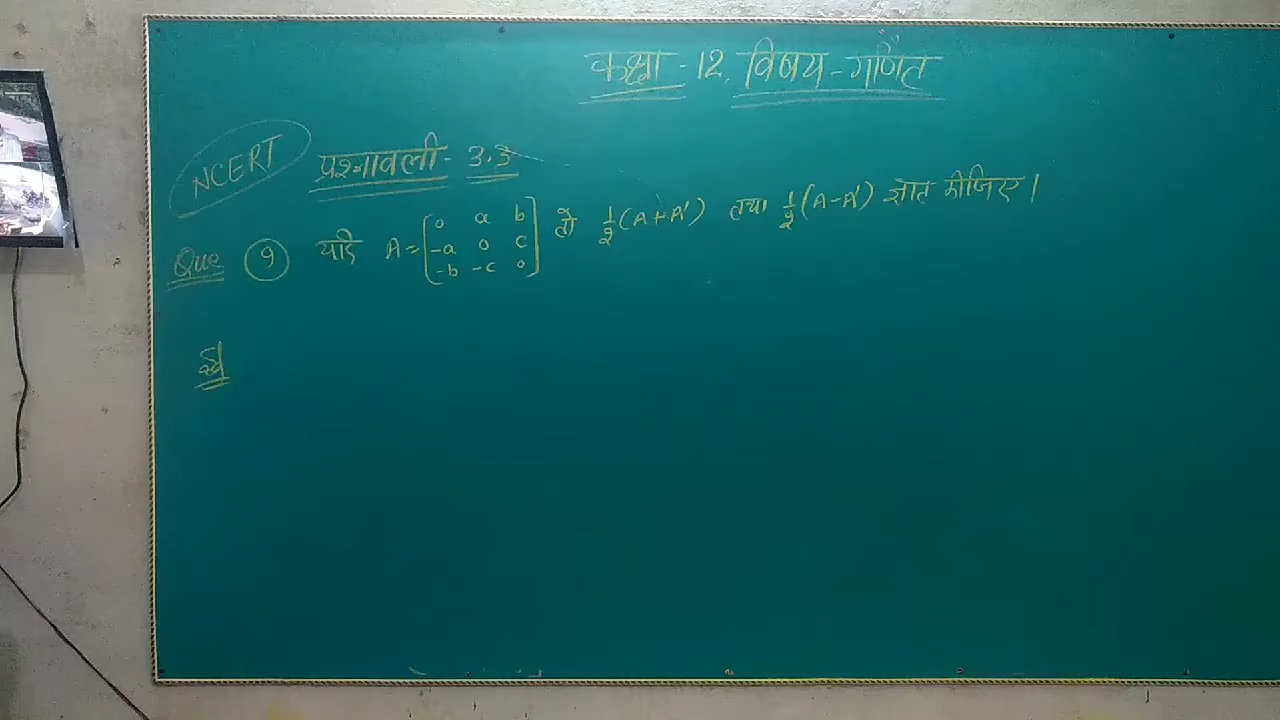 कक्षा - 12, विषय - गणित
NCERT प्रश्नावली - 3.3
Que 9 यदि A = [0 a b; -a 0 c; -b -c 0] तो 1/2 (A + A') तथा 1/2 (A - A') ज्ञात कीजिए।
हल